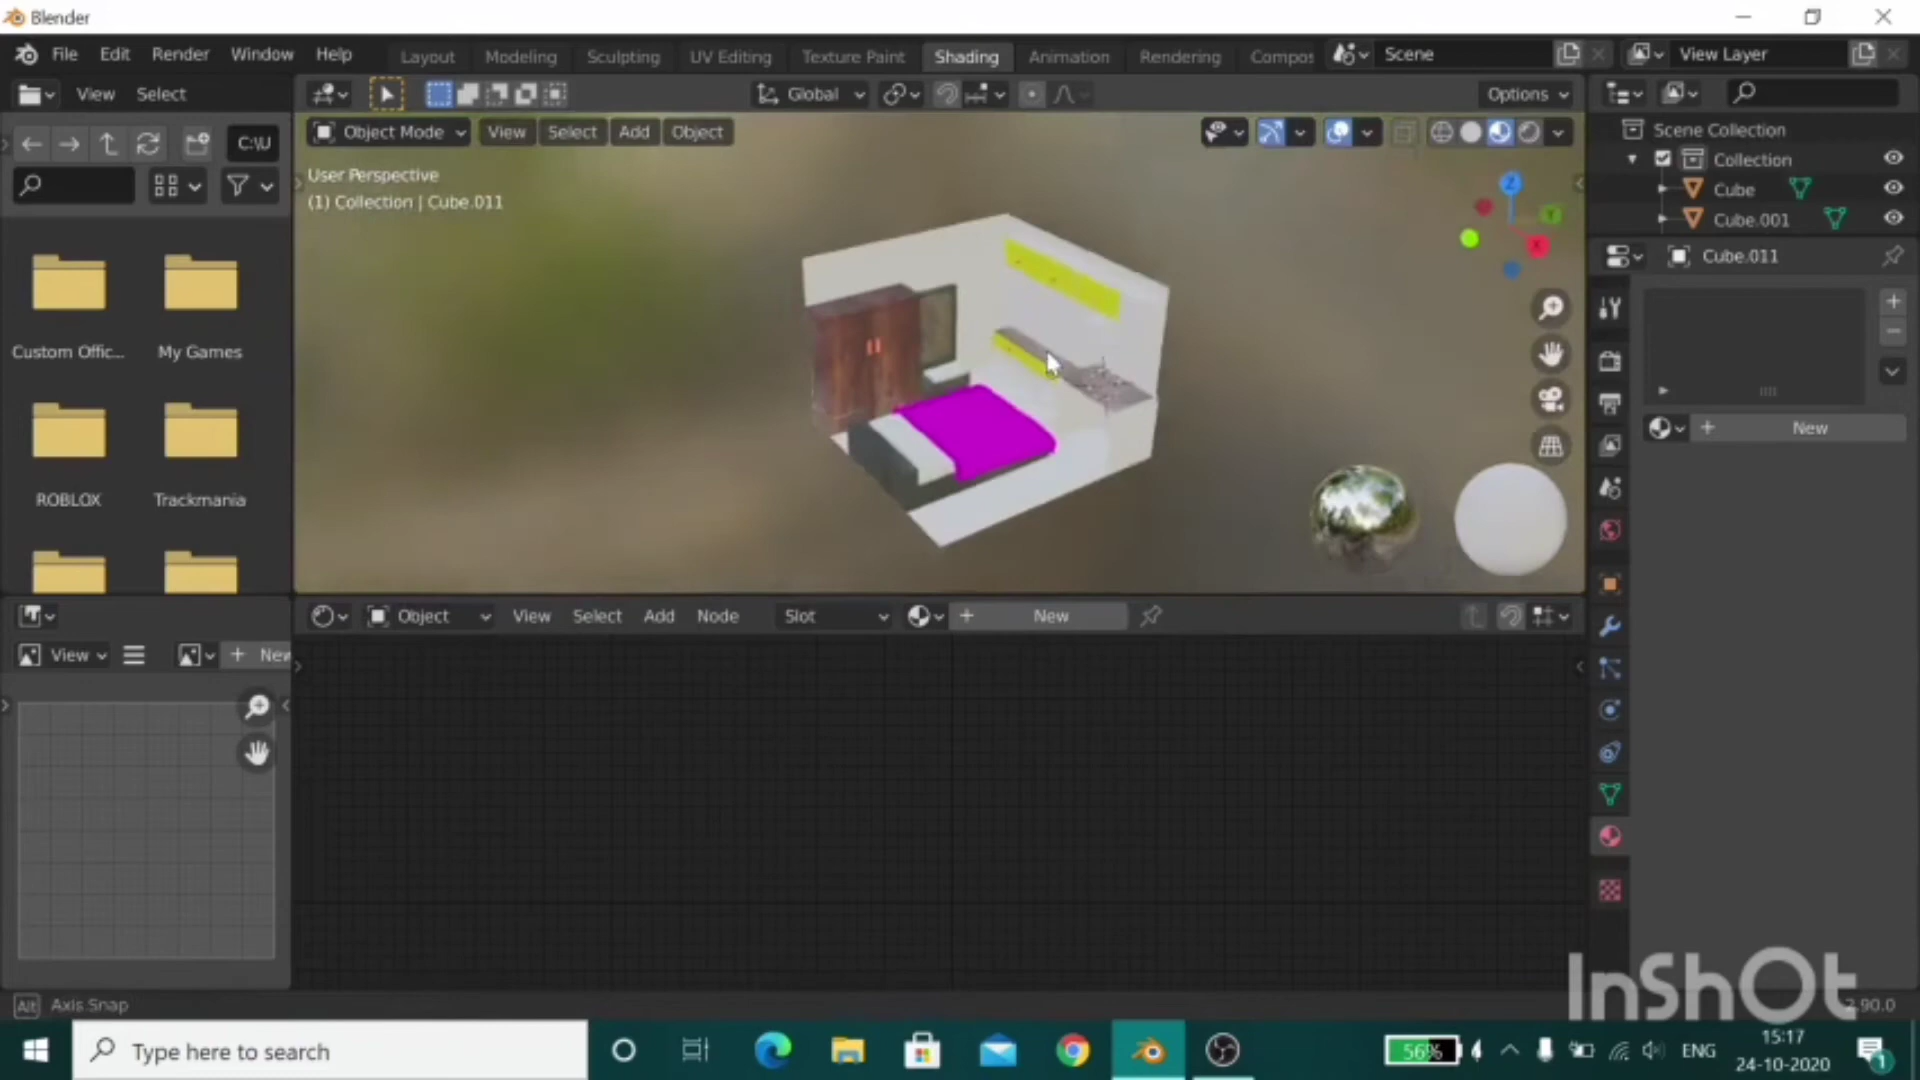 Blender
File Edit Render Window Help
Layout Modeling Sculpting UV Editing Texture Paint Shading Animation Rendering Compos
Scene
View Layer
View Select
Global
Options
C:\U
Object Mode View Select Add Object
User Perspective
(1) Collection | Cube.011
Z
Y
X
Scene Collection
Collection
Cube
Cube.001
Cube.011
New
Custom Offic...
My Games
ROBLOX
Trackmania
Object View Select Add Node Slot New
View New
Alt Axis Snap
InShOt
2.90.0
Type here to search
56%
ENG
15:17
24-10-2020
1